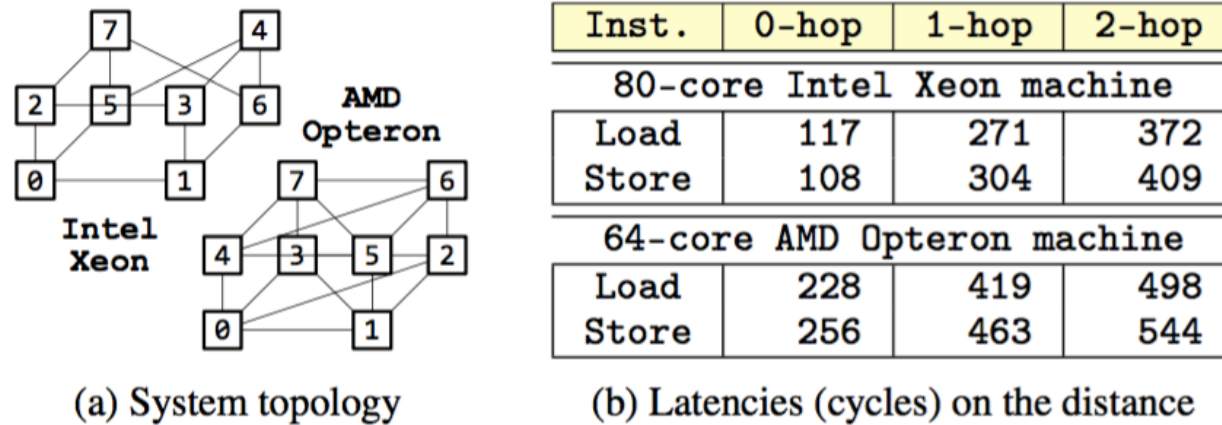 7 4
2 5 3 6
AMD
Opteron
0 1
7 6
Intel
Xeon
4 3 5 2
0 1
(a) System topology
Inst. 0-hop 1-hop 2-hop
80-core Intel Xeon machine
Load 117 271 372
Store 108 304 409
64-core AMD Opteron machine
Load 228 419 498
Store 256 463 544
(b) Latencies (cycles) on the distance